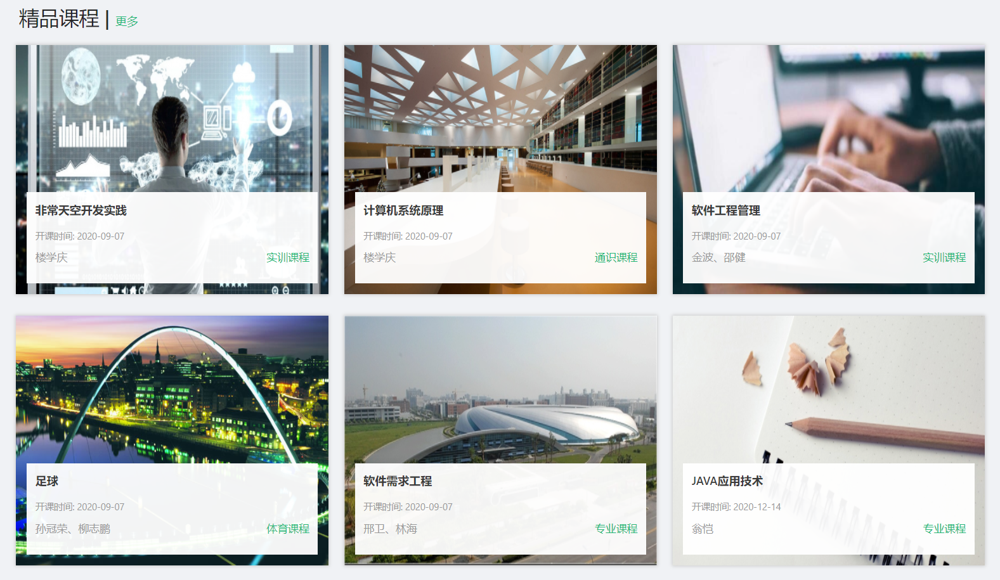 精品课程 | 更多
非常天空开发实践
开课时间: 2020-09-07
楼学庆 实训课程
计算机系统原理
开课时间: 2020-09-07
楼学庆 通识课程
软件工程管理
开课时间: 2020-09-07
金波、邵健 实训课程
足球
开课时间: 2020-09-07
孙冠荣、柳志鹏 体育课程
软件需求工程
开课时间: 2020-09-07
邢卫、林海 专业课程
JAVA应用技术
开课时间: 2020-12-14
翁恺 专业课程